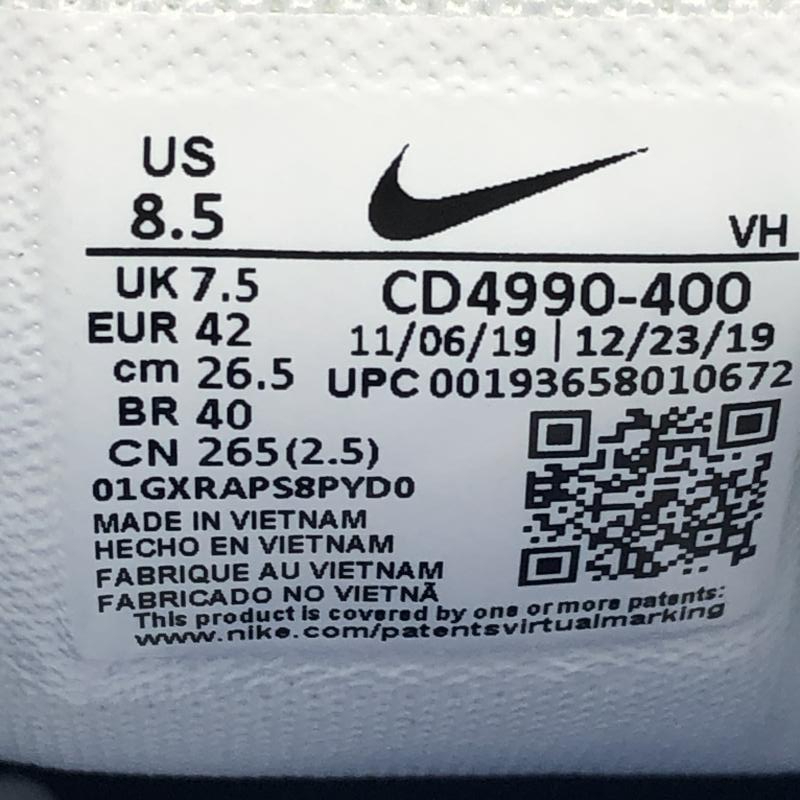 US
8.5
VH
UK 7.5
EUR 42
cm 26.5
BR 40
CN 265(2.5)
CD4990-400
11/06/19 | 12/23/19
UPC 00193658010672
01GXRAPS8PYD0
MADE IN VIETNAM
HECHO EN VIETNAM
FABRIQUE AU VIETNAM
FABRICADO NO VIETNÃ
This product is covered by one or more patents:
www.nike.com/patentsvirtualmarking